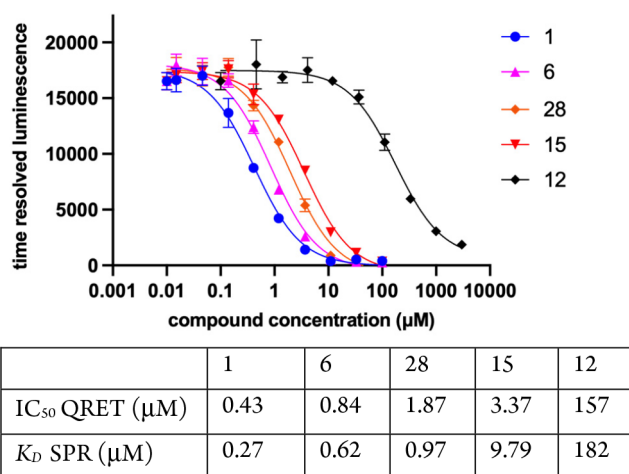 time resolved luminescence
20000
15000
10000
5000
0
0.001 0.01 0.1 1 10 100 1000 10000
compound concentration (µM)
1
6
28
15
12
1 6 28 15 12
IC₅₀ QRET (µM) 0.43 0.84 1.87 3.37 157
K_D SPR (µM) 0.27 0.62 0.97 9.79 182